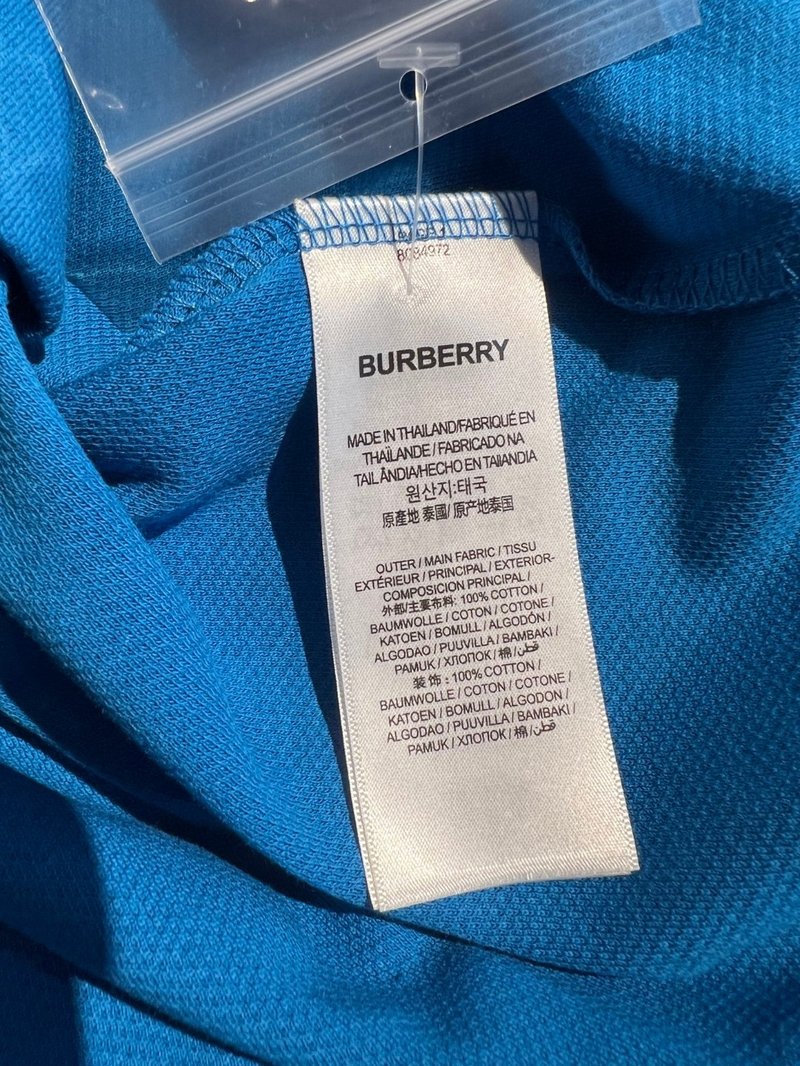 8084972
BURBERRY
MADE IN THAILAND/FABRIQUÉ EN
THAÏLANDE / FABRICADO NA
TAILÂNDIA/HECHO EN TAIIANDIA
원산지:태국
原產地 泰國/ 原产地泰国
OUTER / MAIN FABRIC / TISSU
EXTÉRIEUR / PRINCIPAL / EXTERIOR-
COMPOSICION PRINCIPAL /
外部/主要布料: 100% COTTON /
BAUMWOLLE / COTON / COTONE /
KATOEN / BOMULL / ALGODÓN /
ALGODAO / PUUVILLA / BAMBAKI /
PAMUK / ХЛОПОК / 棉 / قطن
装 饰 : 100% COTTON /
BAUMWOLLE / COTON / COTONE /
KATOEN / BOMULL / ALGODON /
ALGODAO / PUUVILLA / BAMBAKI /
PAMUK / ХЛОПОК / 棉 / قطن